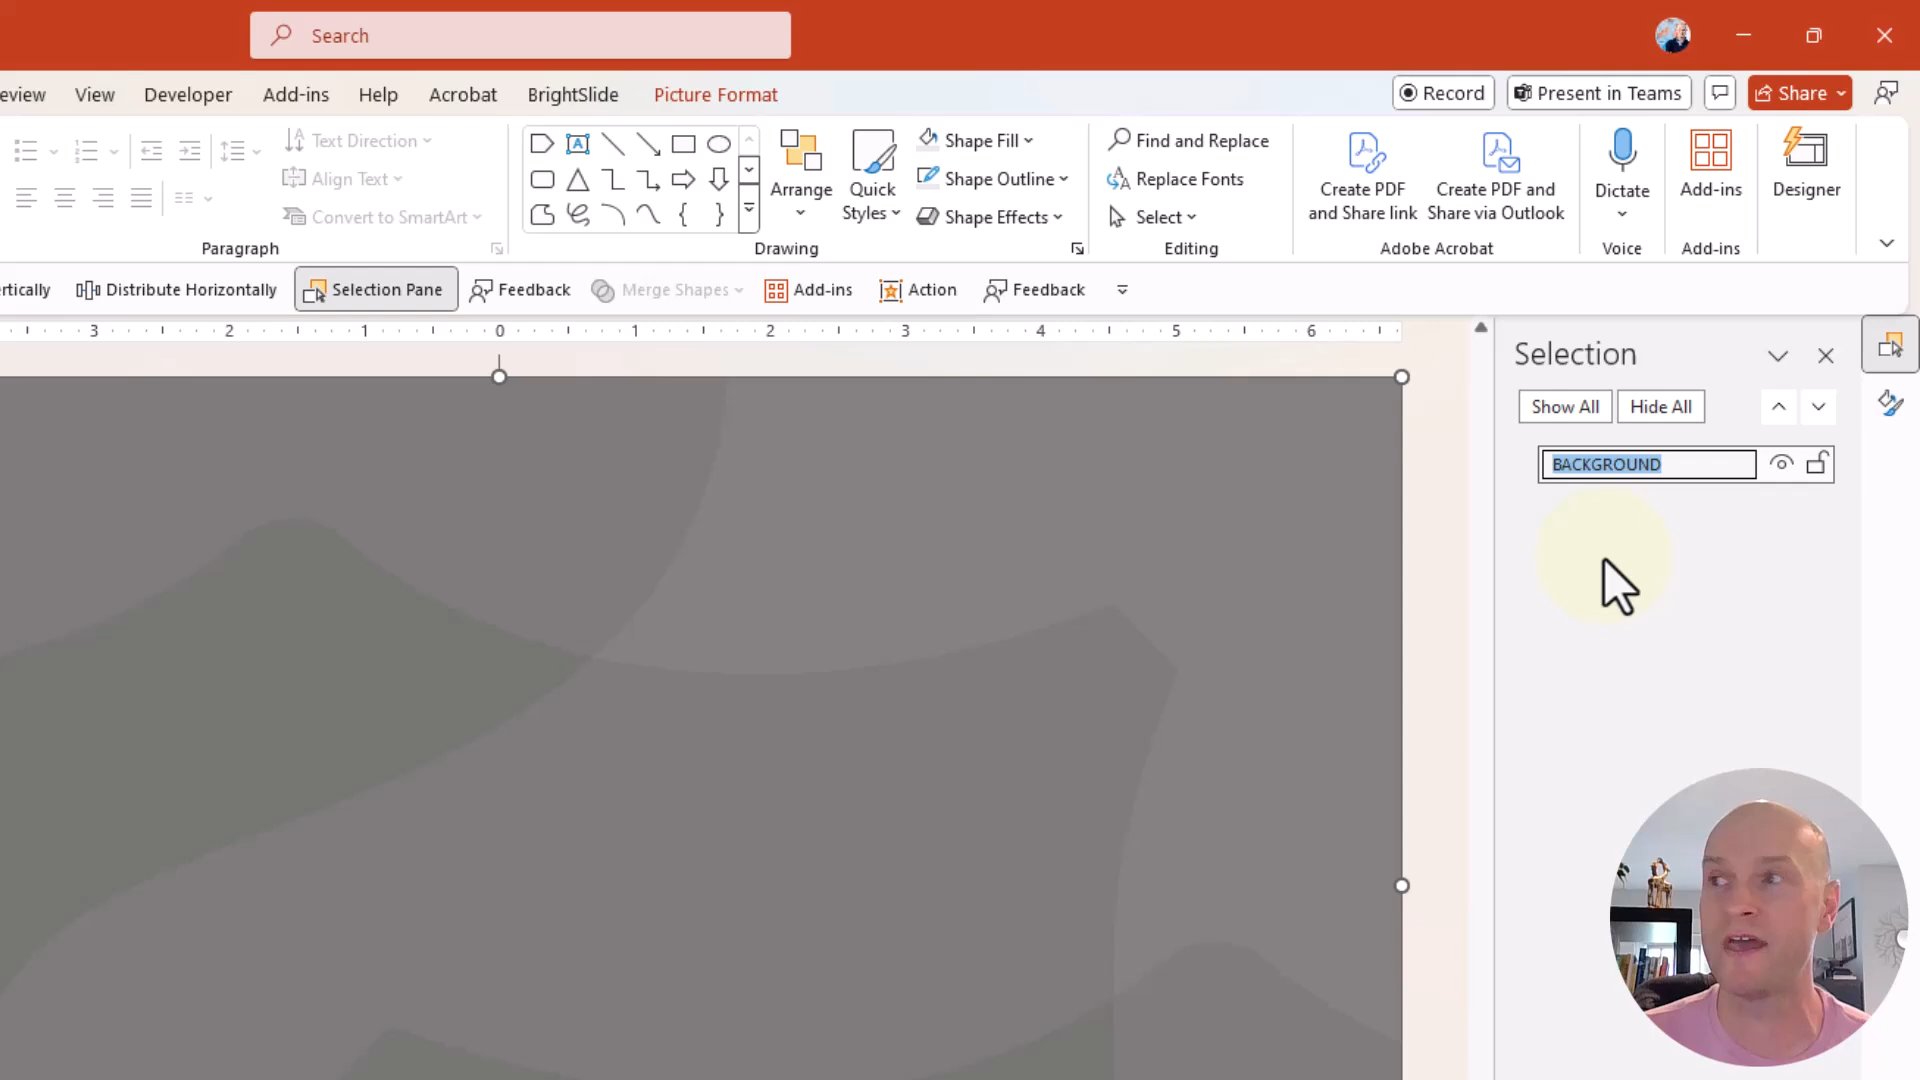 Search
eview View Developer Add-ins Help Acrobat BrightSlide Picture Format Record Present in Teams Share
Text Direction
Align Text
Convert to SmartArt
Paragraph
Arrange
Quick Styles
Shape Fill
Shape Outline
Shape Effects
Drawing
Find and Replace
Replace Fonts
Select
Editing
Create PDF
and Share link
Create PDF and
Share via Outlook
Adobe Acrobat
Dictate
Voice
Add-ins
Add-ins
Designer
rtically Distribute Horizontally Selection Pane Feedback Merge Shapes Add-ins Action Feedback
3 2 1 0 1 2 3 4 5 6
Selection
Show All Hide All
BACKGROUND